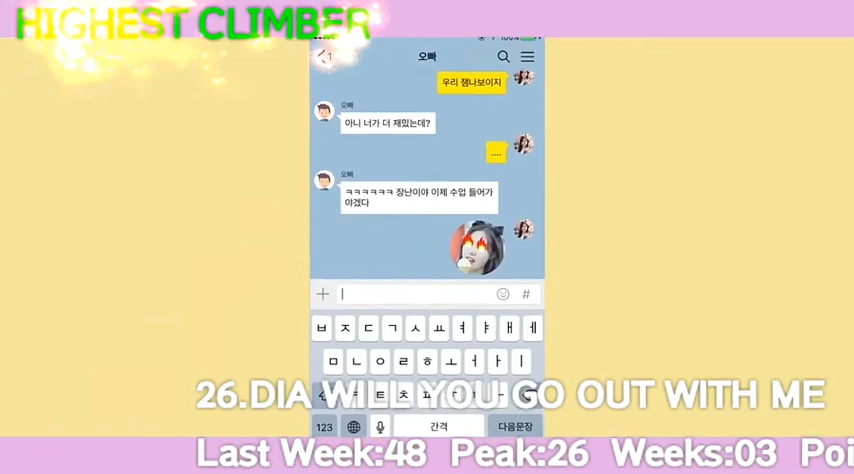 HIGHEST CLIMBER
100%
1
오빠
우리 잼나보이지
오빠
아니 너가 더 재밌는데?
....
오빠
ㅋㅋㅋㅋㅋㅋ 장난이야 이제 수업 들어가
야겠다
#
ㅂ ㅈ ㄷ ㄱ ㅅ ㅛ ㅕ ㅑ ㅐ ㅔ
ㅁ ㄴ ㅇ ㄹ ㅎ ㅗ ㅓ ㅏ ㅣ
ㅌ ㅊ ㅍ
26.DIA WILL YOU GO OUT WITH ME
123 간격 다음문장
Last Week:48 Peak:26 Weeks:03 Poi